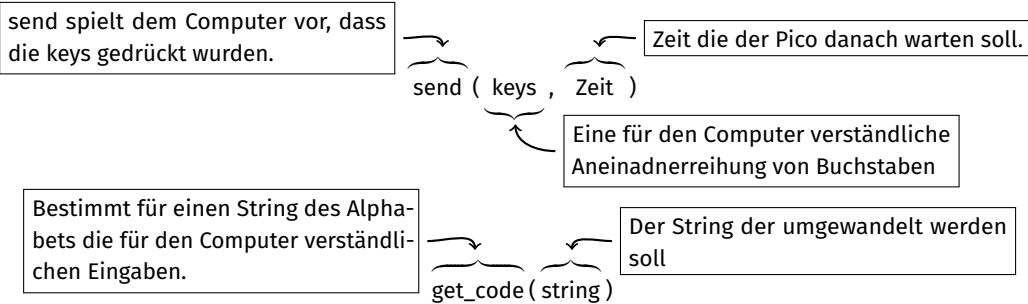 send spielt dem Computer vor, dass
die keys gedrückt wurden.
Zeit die der Pico danach warten soll.
send ( keys , Zeit )
Eine für den Computer verständliche
Aneinadnerreihung von Buchstaben
Bestimmt für einen String des Alpha-
bets die für den Computer verständli-
chen Eingaben.
Der String der umgewandelt werden
soll
get_code ( string )